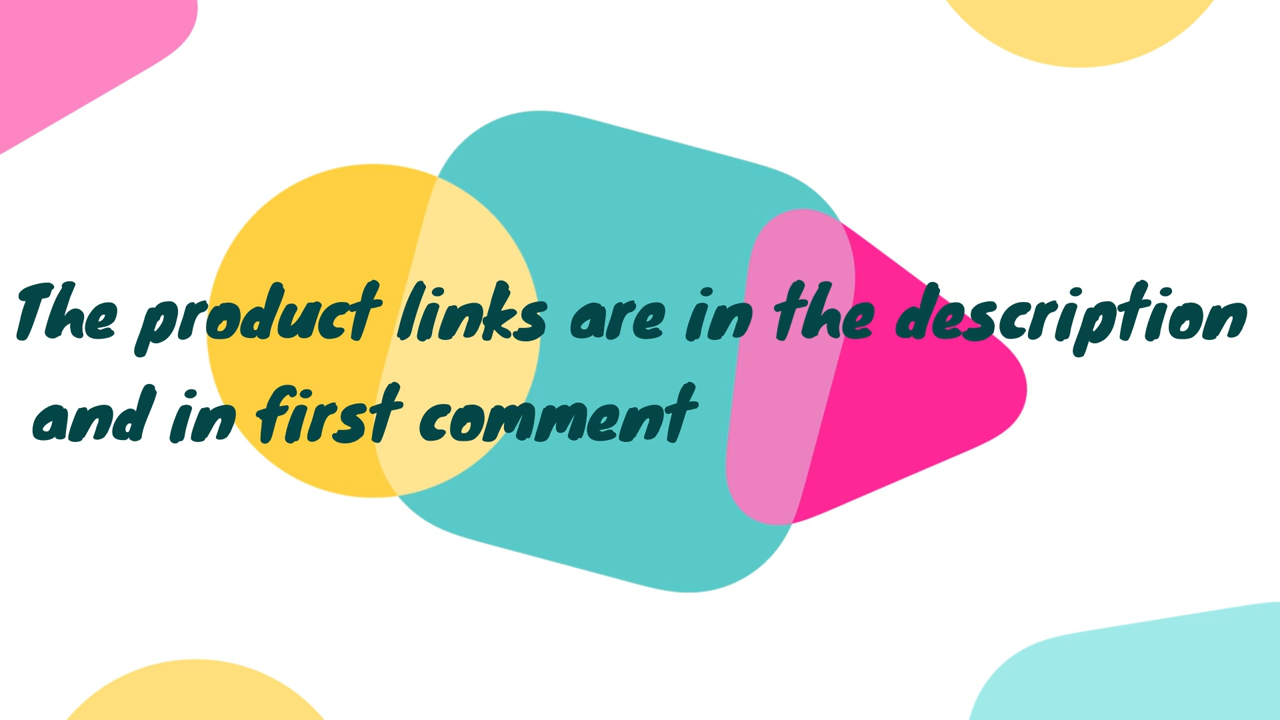 The product links are in the description
and in first comment